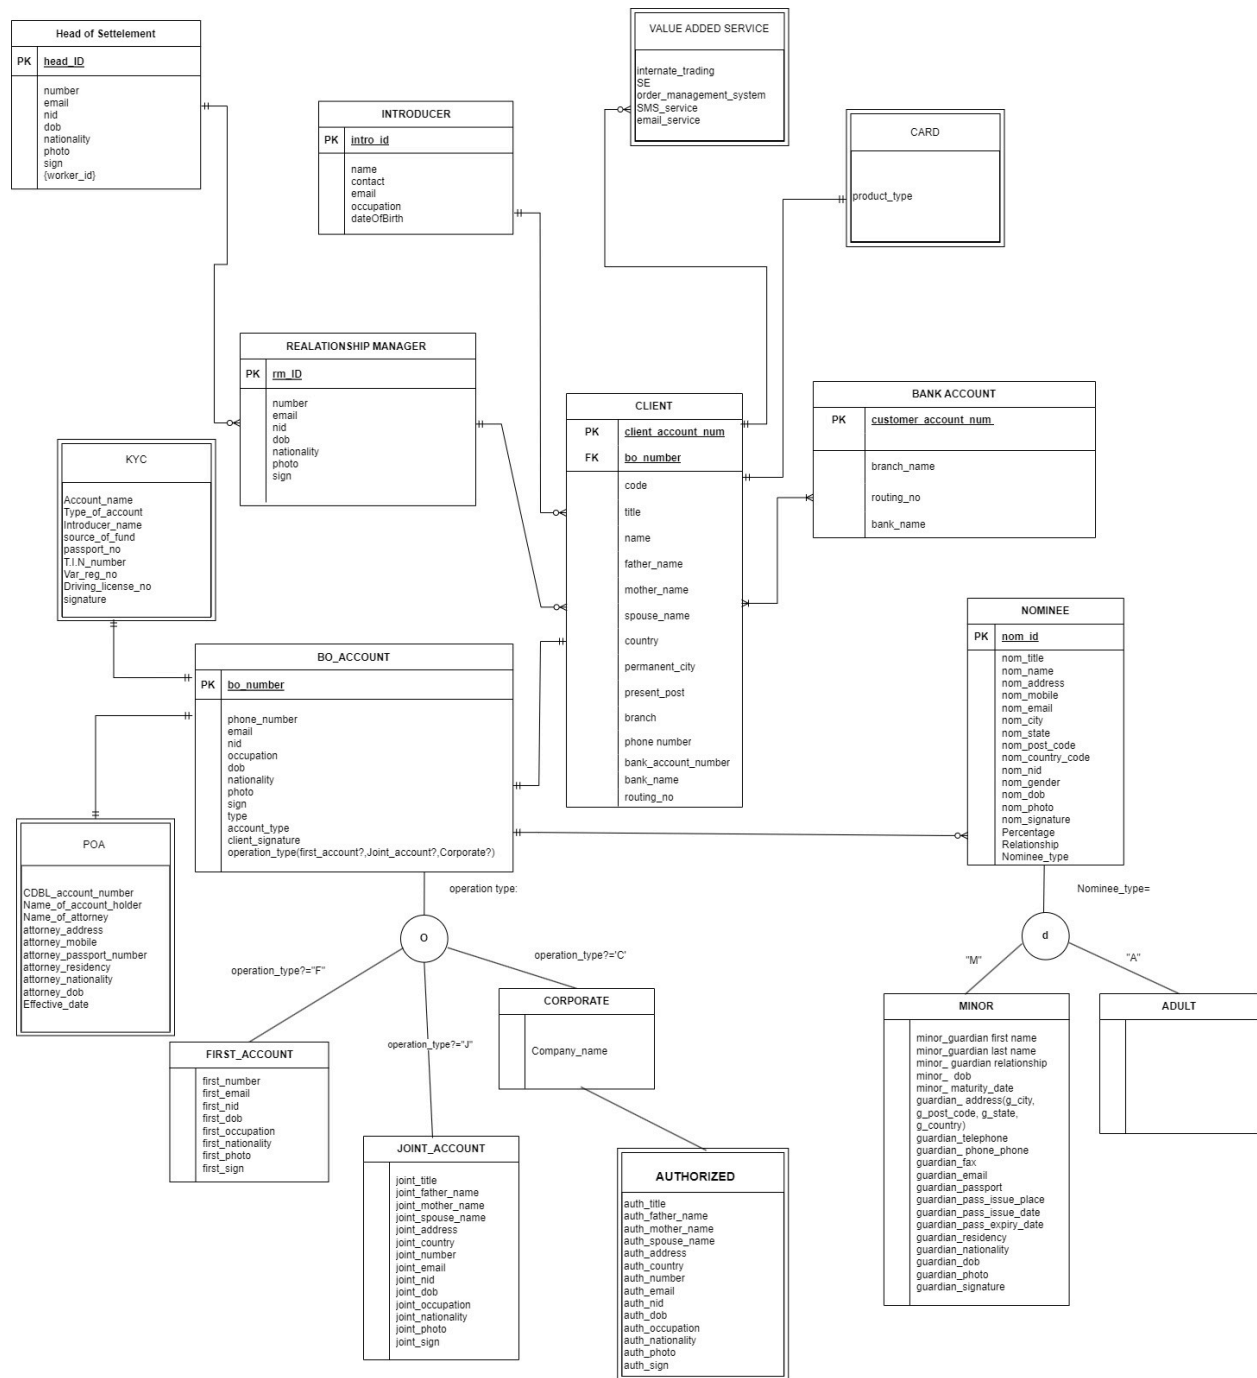 Head of Settelement
PK head_ID
number
email
nid
dob
nationality
photo
sign
{worker_id}
INTRODUCER
PK intro_id
name
contact
email
occupation
dateOfBirth
VALUE ADDED SERVICE
internate_trading
SE
order_management_system
SMS_service
email_service
CARD
product_type
REALATIONSHIP MANAGER
PK rm_ID
number
email
nid
dob
nationality
photo
sign
CLIENT
PK client_account_num
FK bo_number
code
title
name
father_name
mother_name
spouse_name
country
permanent_city
present_post
branch
phone number
bank_account_number
bank_name
routing_no
BANK ACCOUNT
PK customer_account_num
branch_name
routing_no
bank_name
KYC
Account_name
Type_of_account
Introducer_name
source_of_fund
passport_no
T.I.N_number
Var_reg_no
Driving_license_no
signature
BO_ACCOUNT
PK bo_number
phone_number
email
nid
occupation
dob
nationality
photo
sign
type
account_type
client_signature
operation_type(first_account?,Joint_account?,Corporate?)
NOMINEE
PK nom_id
nom_title
nom_name
nom_address
nom_mobile
nom_email
nom_city
nom_state
nom_post_code
nom_country_code
nom_nid
nom_gender
nom_dob
nom_photo
nom_signature
Percentage
Relationship
Nominee_type
POA
CDBL_account_number
Name_of_account_holder
Name_of_attorney
attorney_address
attorney_mobile
attorney_passport_number
attorney_residency
attorney_nationality
attorney_dob
Effective_date
operation type:
O
operation_type?="F"
operation_type?='C'
operation_type?="J"
Nominee_type=
d
"M"
"A"
FIRST_ACCOUNT
first_number
first_email
first_nid
first_dob
first_occupation
first_nationality
first_photo
first_sign
JOINT_ACCOUNT
joint_title
joint_father_name
joint_mother_name
joint_spouse_name
joint_address
joint_country
joint_number
joint_email
joint_nid
joint_dob
joint_occupation
joint_nationality
joint_photo
joint_sign
CORPORATE
Company_name
AUTHORIZED
auth_title
auth_father_name
auth_mother_name
auth_spouse_name
auth_address
auth_country
auth_number
auth_email
auth_nid
auth_dob
auth_occupation
auth_nationality
auth_photo
auth_sign
MINOR
minor_guardian first name
minor_guardian last name
minor_ guardian relationship
minor_ dob
minor_ maturity_date
guardian_ address(g_city,
g_post_code, g_state,
g_country)
guardian_telephone
guardian_ phone_phone
guardian_fax
guardian_email
guardian_passport
guardian_pass_issue_place
guardian_pass_issue_date
guardian_pass_expiry_date
guardian_residency
guardian_nationality
guardian_dob
guardian_photo
guardian_signature
ADULT